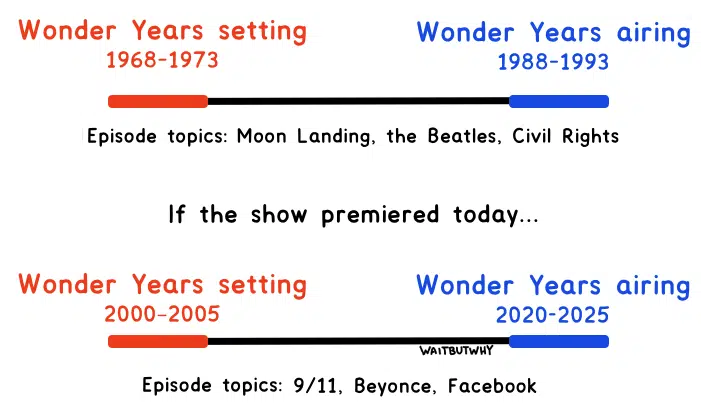 Wonder Years setting
Wonder Years airing
1968-1973
1988-1993
Episode topics: Moon Landing, the Beatles, Civil Rights
If the show premiered today...
Wonder Years setting
Wonder Years airing
2000-2005
2020-2025
WAITBUTWHY
Episode topics: 9/11, Beyonce, Facebook